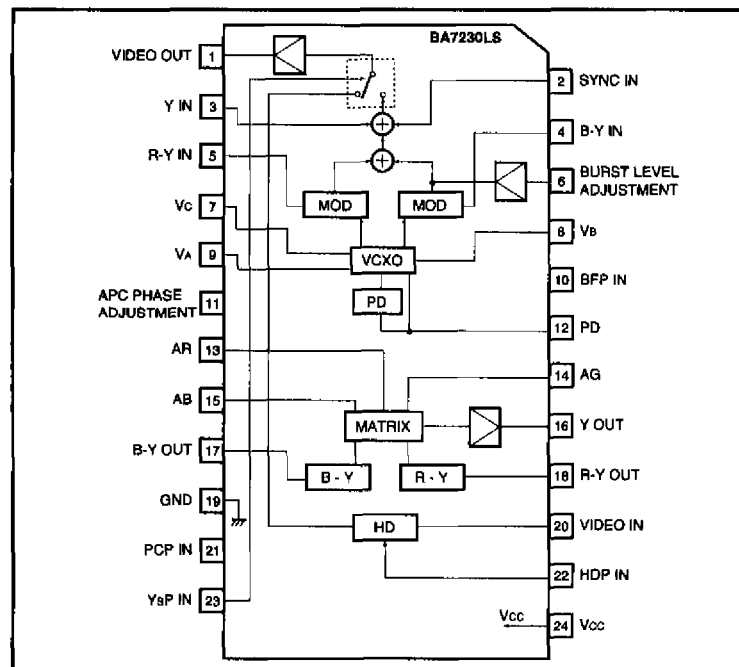 BA7230LS
VIDEO OUT
1
2
SYNC IN
Y IN
3
4
B-Y IN
R-Y IN
5
6
BURST LEVEL
ADJUSTMENT
MOD
MOD
VC
7
8
VB
VCXO
VA
9
10
BFP IN
APC PHASE
ADJUSTMENT
11
PD
12
PD
AR
13
14
AG
AB
15
MATRIX
16
Y OUT
B-Y OUT
17
B - Y
R - Y
18
R-Y OUT
GND
19
HD
20
VIDEO IN
PCP IN
21
22
HDP IN
YsP IN
23
Vcc
24
Vcc